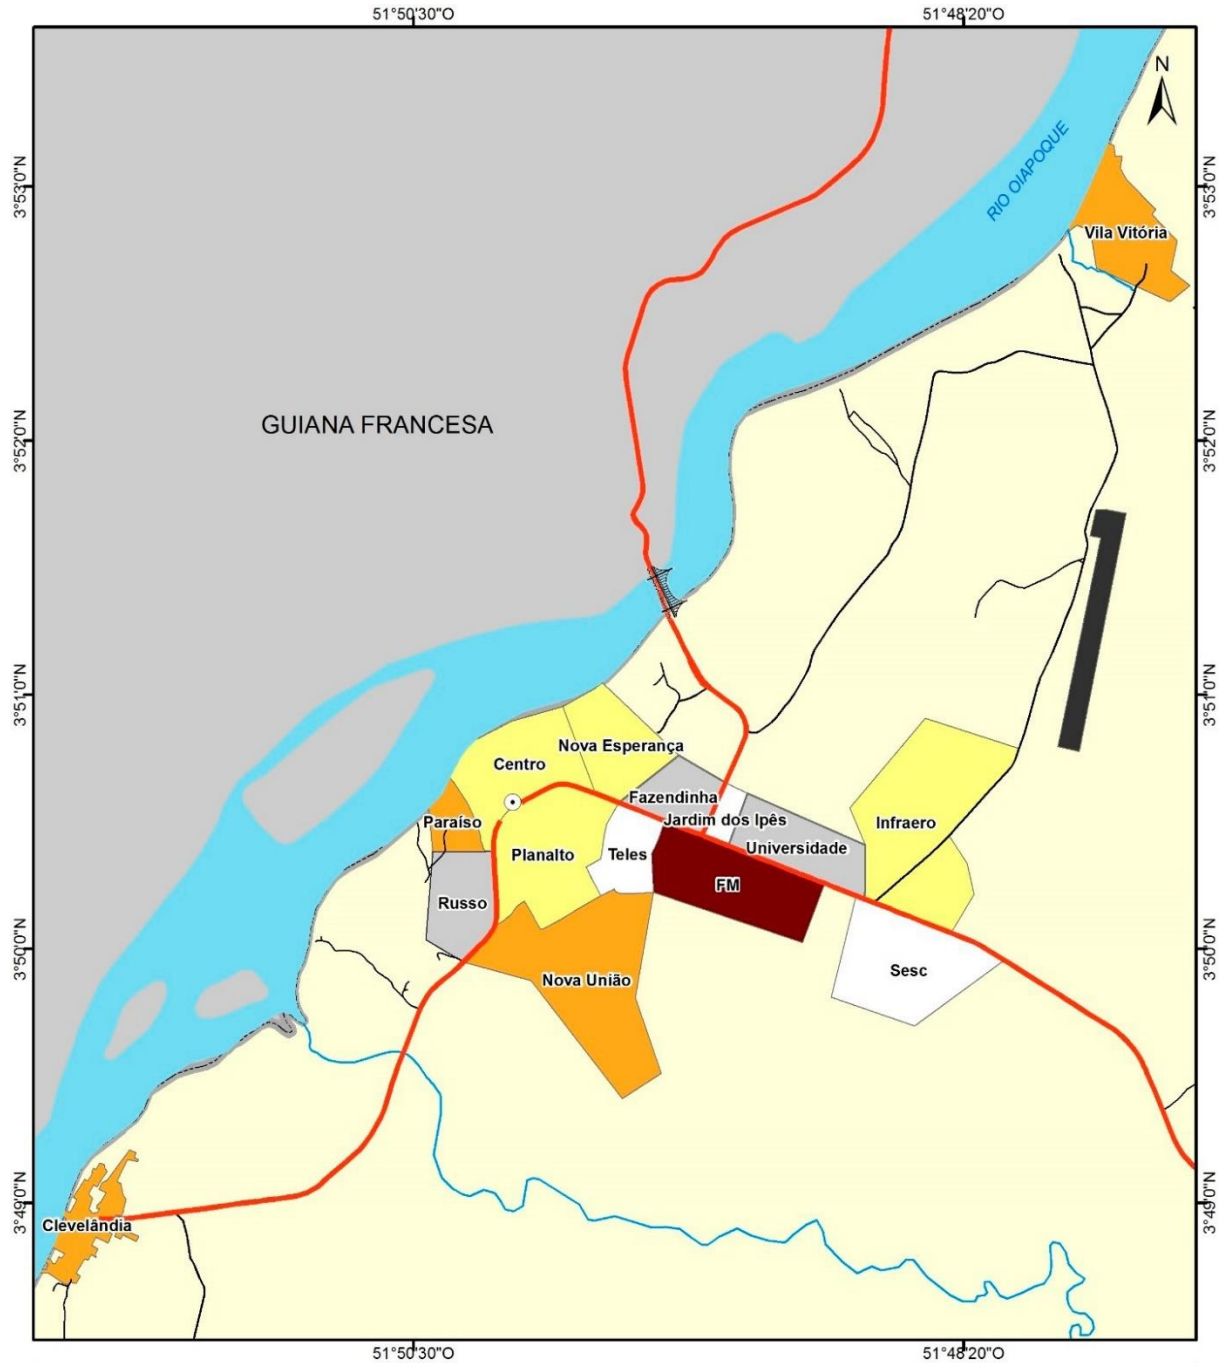 51°50'30"O
51°48'20"O
N
RIO OIAPOQUE
3°53'0"N
3°53'0"N
Vila Vitória
GUIANA FRANCESA
3°52'0"N
3°52'0"N
3°51'0"N
3°51'0"N
Nova Esperança
Centro
Fazendinha
Jardim dos Ipês
Paraíso
Infraero
Planalto
Teles
Universidade
FM
Russo
3°50'0"N
3°50'0"N
Sesc
Nova União
3°49'0"N
3°49'0"N
Clevelândia
51°50'30"O
51°48'20"O